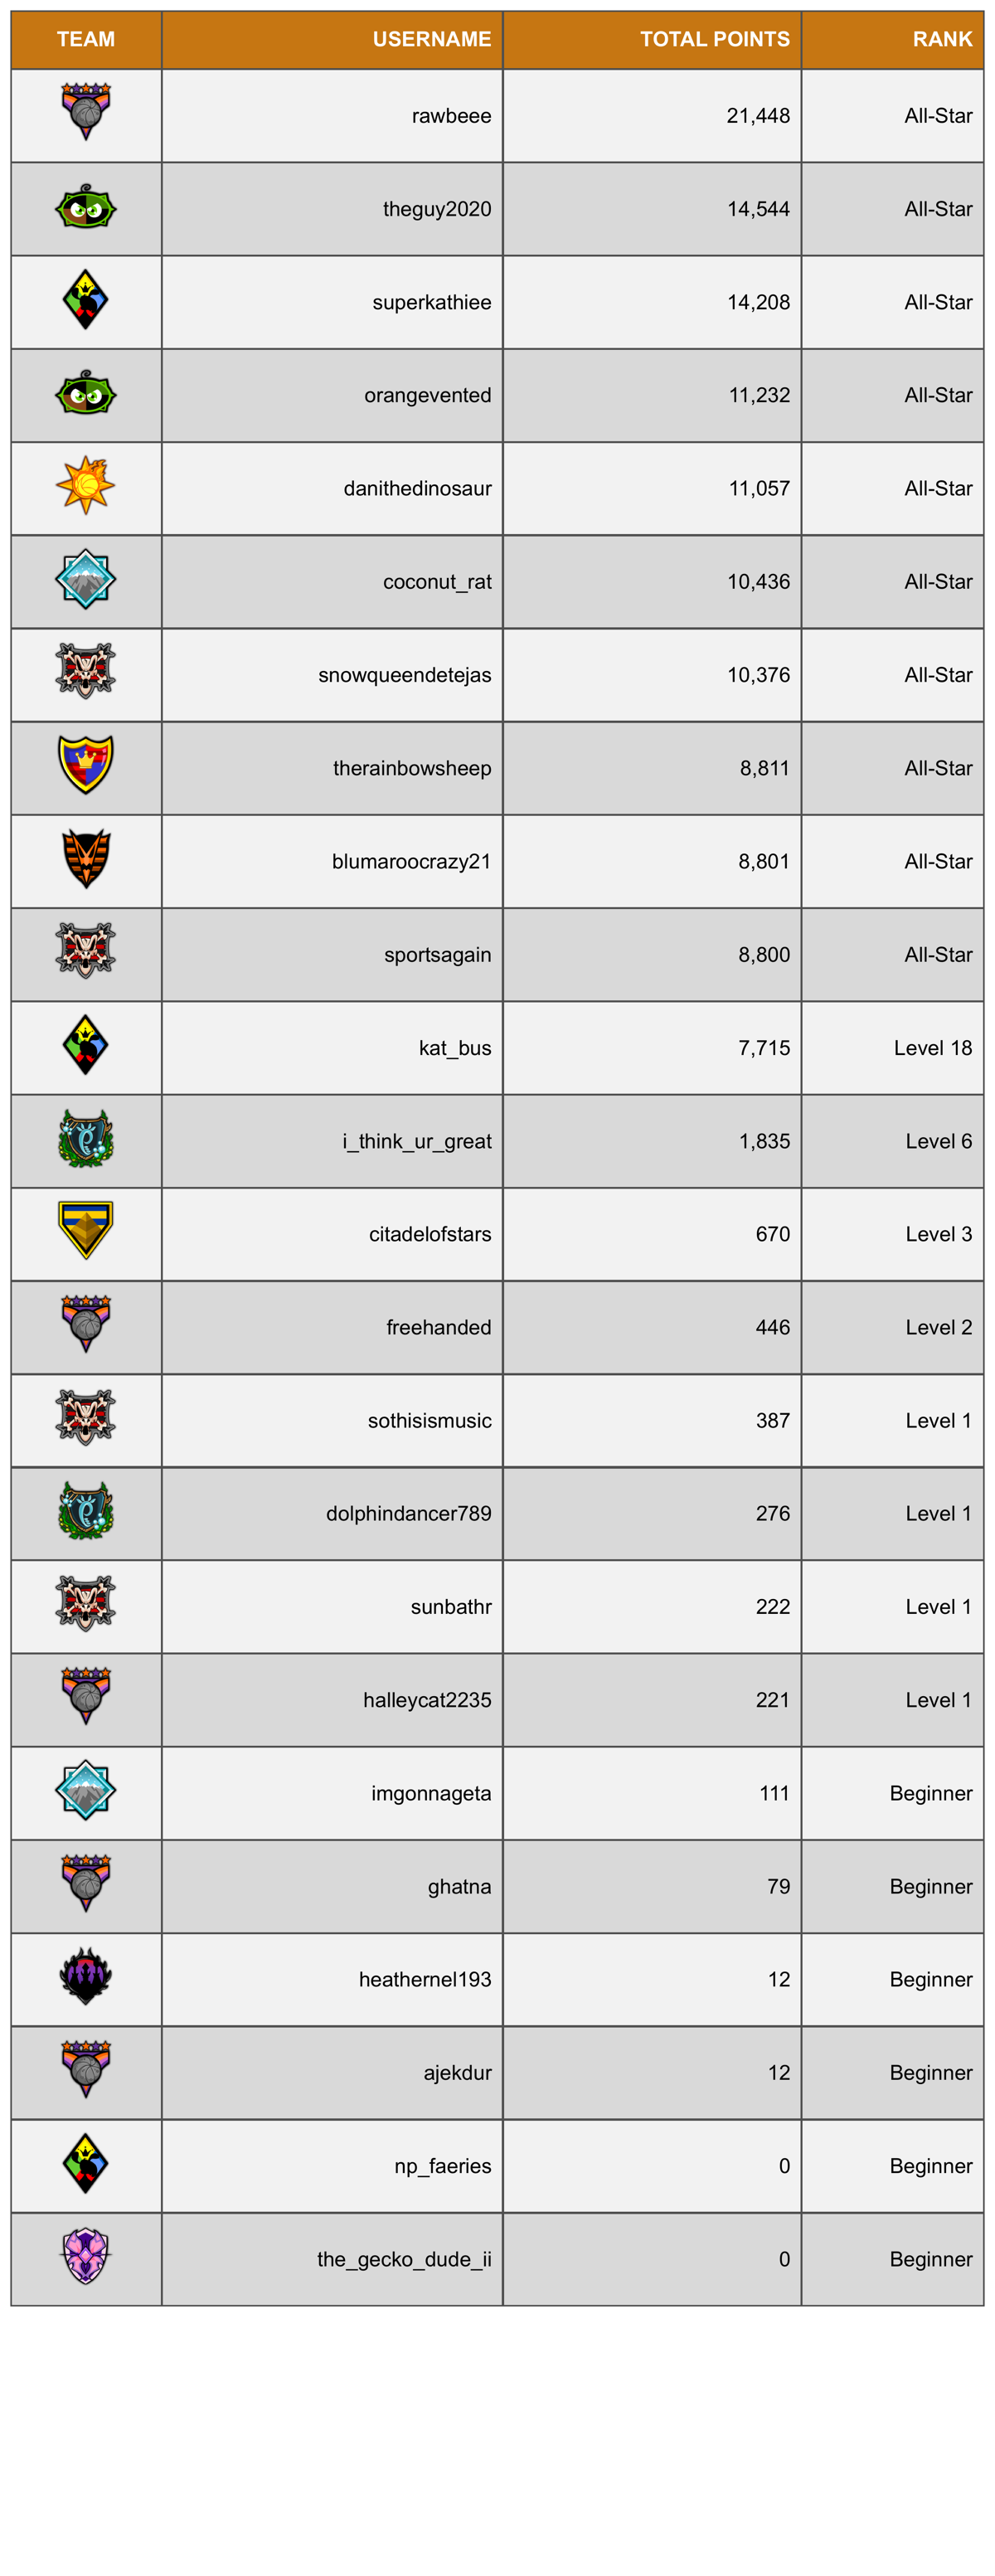 TEAM USERNAME TOTAL POINTS RANK
rawbeee 21,448 All-Star
theguy2020 14,544 All-Star
superkathiee 14,208 All-Star
orangevented 11,232 All-Star
danithedinosaur 11,057 All-Star
coconut_rat 10,436 All-Star
snowqueendetejas 10,376 All-Star
therainbowsheep 8,811 All-Star
blumaroocrazy21 8,801 All-Star
sportsagain 8,800 All-Star
kat_bus 7,715 Level 18
i_think_ur_great 1,835 Level 6
citadelofstars 670 Level 3
freehanded 446 Level 2
sothisismusic 387 Level 1
dolphindancer789 276 Level 1
sunbathr 222 Level 1
halleycat2235 221 Level 1
imgonnageta 111 Beginner
ghatna 79 Beginner
heathernel193 12 Beginner
ajekdur 12 Beginner
np_faeries 0 Beginner
the_gecko_dude_ii 0 Beginner